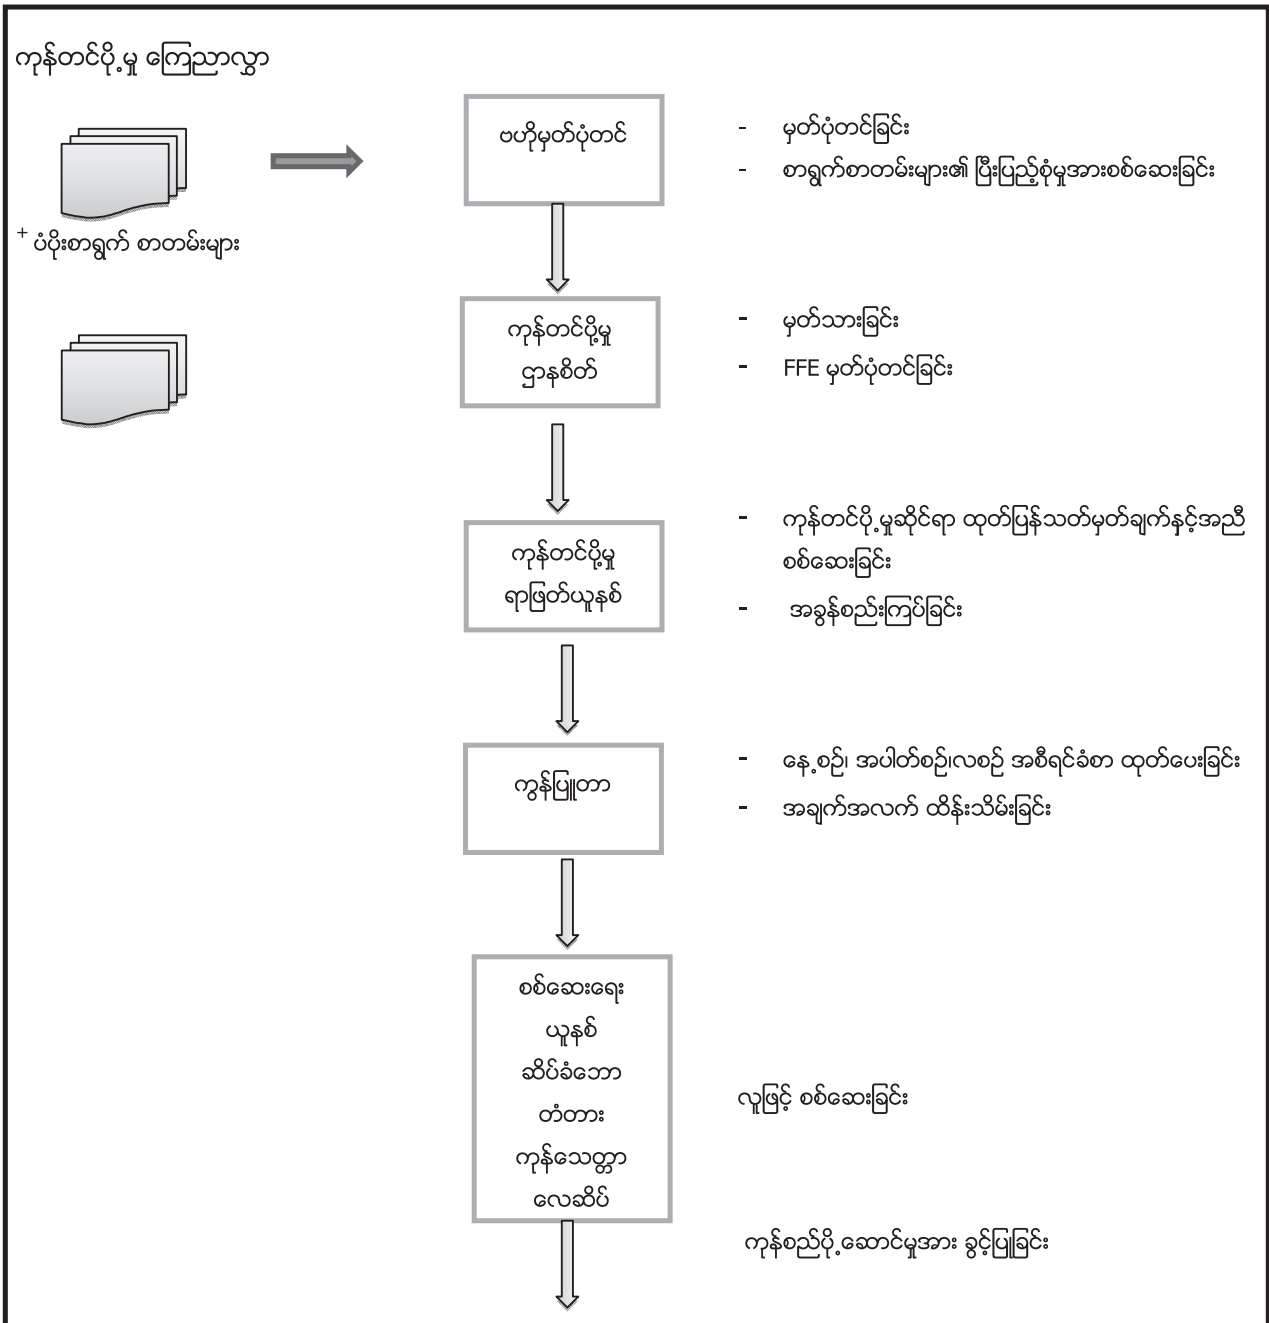 ကုန်တင်ပို့မှု ကြေညာလွှာ
+ ပံပိုးစာရွက် စာတမ်းများ
ဗဟိုမှတ်ပုံတင်
- မှတ်ပုံတင်ခြင်း
- စာရွက်စာတမ်းများ၏ ပြီးပြည့်စုံမှုအားစစ်ဆေးခြင်း
ကုန်တင်ပို့မှု
ဌာနစိတ်
- မှတ်သားခြင်း
- FFE မှတ်ပုံတင်ခြင်း
ကုန်တင်ပို့မှု
ရာဖြတ်ယူနစ်
- ကုန်တင်ပို့မှုဆိုင်ရာ ထုတ်ပြန်သတ်မှတ်ချက်နှင့်အညီ
စစ်ဆေးခြင်း
- အခွန်စည်းကြပ်ခြင်း
ကွန်ပြူတာ
- နေ့စဉ်၊ အပါတ်စဉ်၊လစဉ် အစီရင်ခံစာ ထုတ်ပေးခြင်း
- အချက်အလက် ထိန်းသိမ်းခြင်း
စစ်ဆေးရေး
ယူနစ်
ဆိပ်ခံဘော
တံတား
ကုန်သေတ္တာ
လေဆိပ်
လူဖြင့် စစ်ဆေးခြင်း
ကုန်စည်ပို့ဆောင်မှုအား ခွင့်ပြုခြင်း